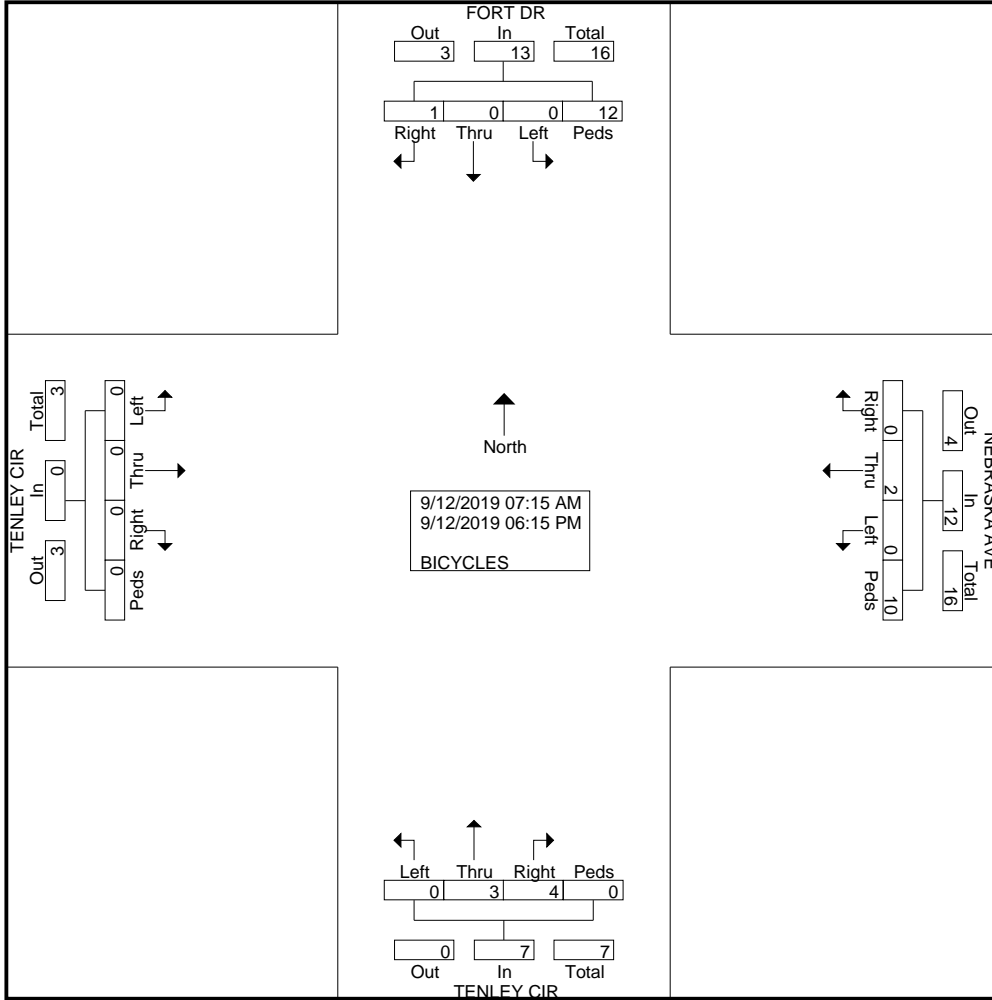 FORT DR
Out In Total
3 13 16
1 0 0 12
Right Thru Left Peds
TENLEY CIR
Total In Out
3 0 3
0 0 0 0
Left Thru Right Peds
North
9/12/2019 07:15 AM
9/12/2019 06:15 PM
BICYCLES
Right Thru Left Peds
0 2 0 10
Out In Total
4 12 16
NEBRASKA AVE
Left Thru Right Peds
0 3 4 0
0 7 7
Out In Total
TENLEY CIR